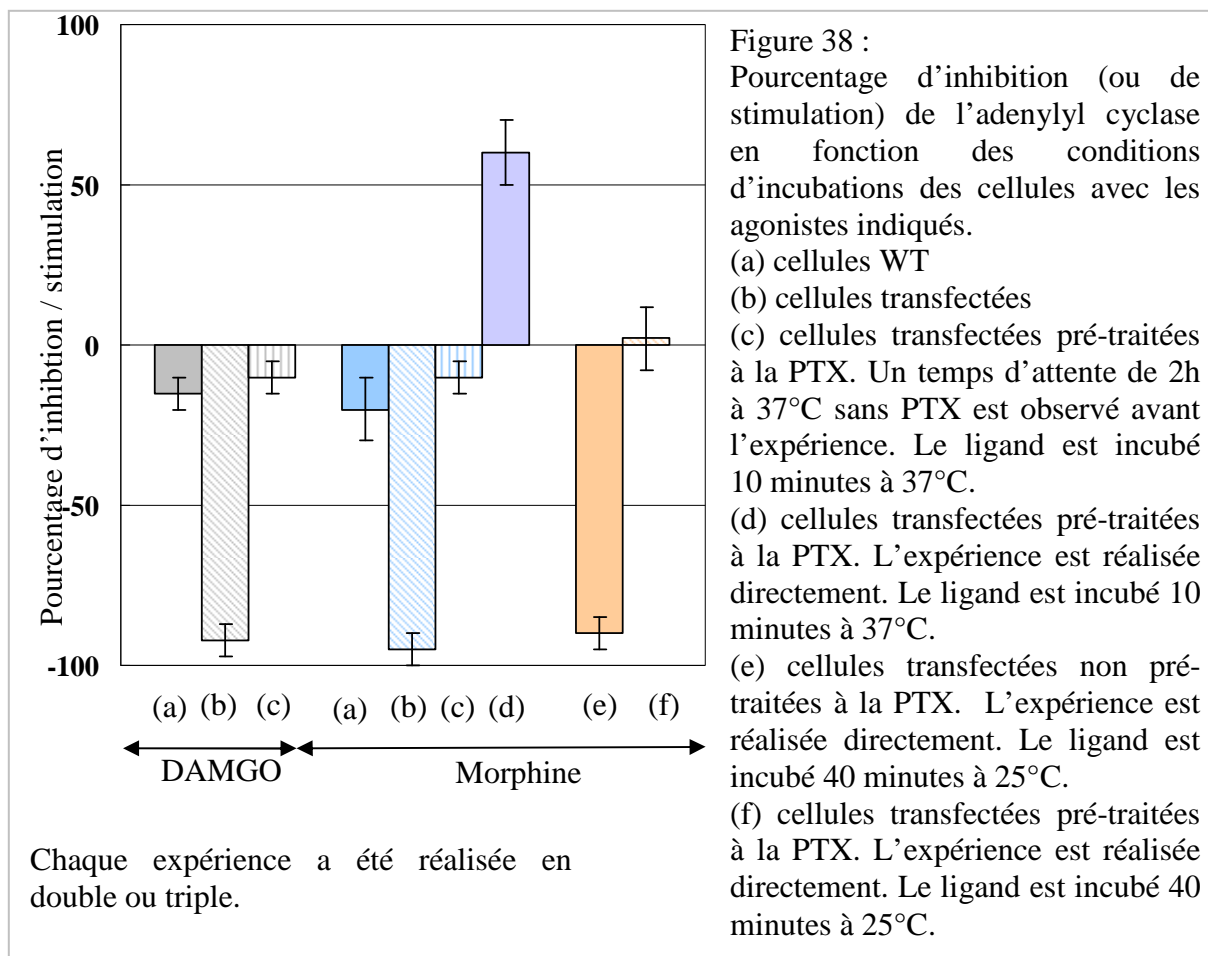 100
50
0
-50
-100
Pourcentage d'inhibtion / stimulation
(a) (b) (c) (a) (b) (c) (d) (e) (f)
DAMGO Morphine
Chaque expérience a été réalisée en
double ou triple.
Figure 38 :
Pourcentage d'inhibition (ou de
stimulation) de l'adenylyl cyclase
en fonction des conditions
d'incubations des cellules avec les
agonistes indiqués.
(a) cellules WT
(b) cellules transfectées
(c) cellules transfectées pré-traitées
à la PTX. Un temps d'attente de 2h
à 37°C sans PTX est observé avant
l'expérience. Le ligand est incubé
10 minutes à 37°C.
(d) cellules transfectées pré-traitées
à la PTX. L'expérience est réalisée
directement. Le ligand est incubé 10
minutes à 37°C.
(e) cellules transfectées non pré-
traitées à la PTX. L'expérience est
réalisée directement. Le ligand est
incubé 40 minutes à 25°C.
(f) cellules transfectées pré-traitées
à la PTX. L'expérience est réalisée
directement. Le ligand est incubé 40
minutes à 25°C.